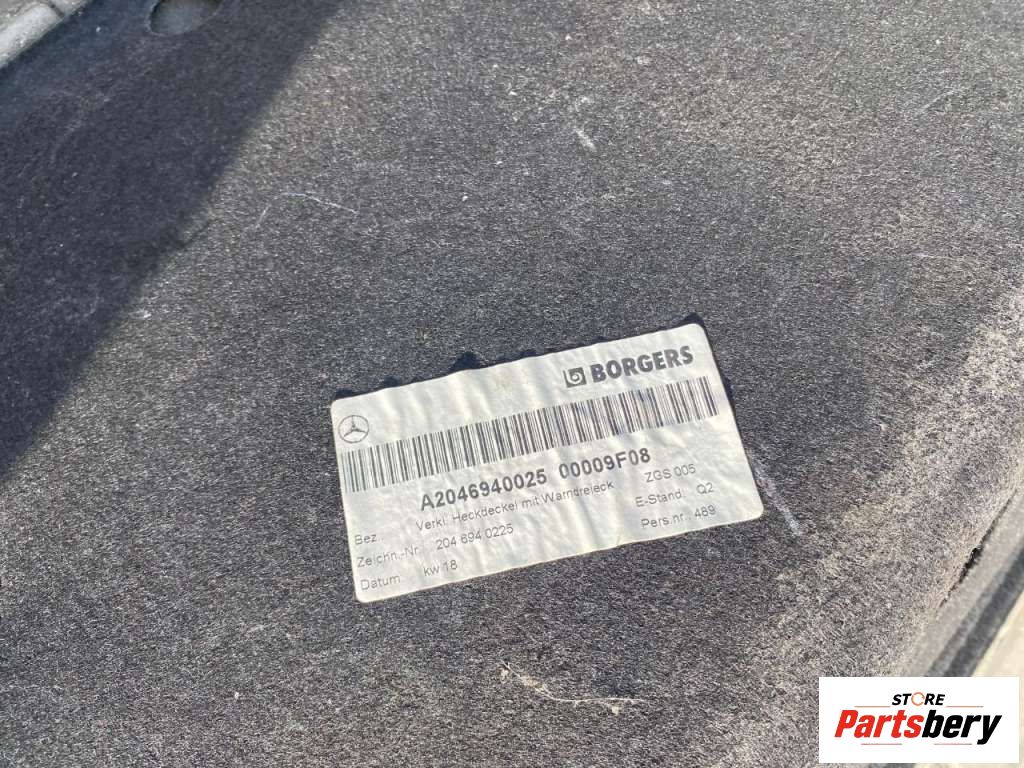 BORGERS
A2046940025 00009F08
Bez. Verkl. Heckdeckel mit Warndreieck ZGS 005
Zeichn.-Nr. 204 694 0225 E-Stand: Q2
Datum kw 18 Pers.nr.: 489
STORE
Partsbery